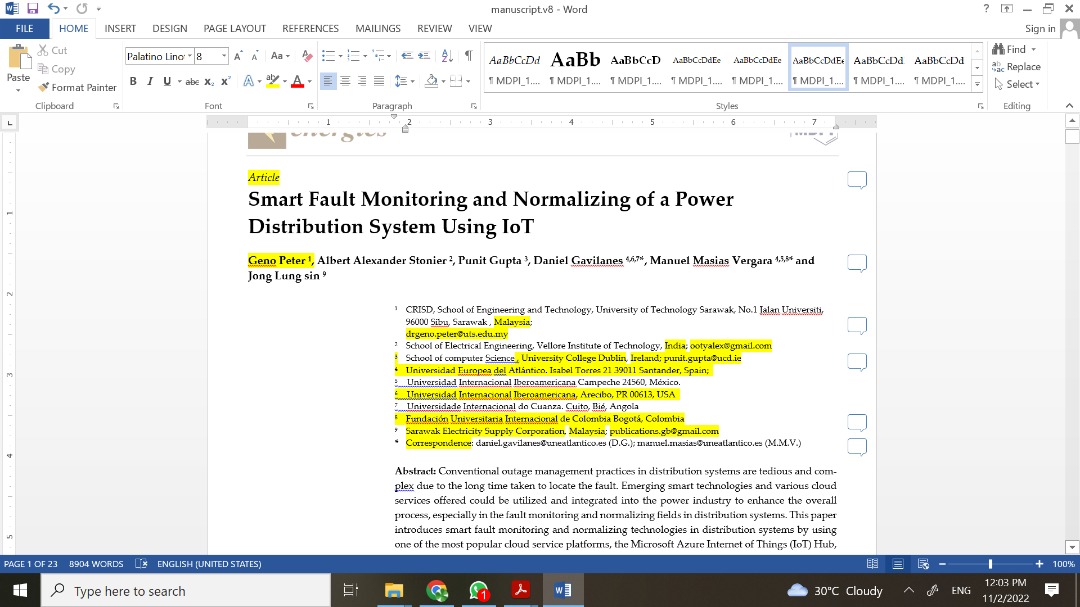 manuscript.v8 - Word
Sign in
FILE HOME INSERT DESIGN PAGE LAYOUT REFERENCES MAILINGS REVIEW VIEW
Paste
Cut
Copy
Format Painter
Clipboard
Palatino Lino 8
Font
Paragraph
AaBbCcDd AaBb AaBbCcD AaBbCcDdEe AaBbCcDdEe AaBbCcDdEe AaBbCcDd AaBbCcDd
¶ MDPI_1.... ¶ MDPI_1.... ¶ MDPI_1.... ¶ MDPI_1.... ¶ MDPI_1.... ¶ MDPI_1.... ¶ MDPI_1.... ¶ MDPI_1....
Styles
Find
Replace
Select
Editing
energies
Article
Smart Fault Monitoring and Normalizing of a Power
Distribution System Using IoT
Geno Peter ¹, Albert Alexander Stonier ², Punit Gupta ³, Daniel Gavilanes ⁴,⁶,⁷*, Manuel Masias Vergara ⁴,⁵,⁸* and
Jong Lung sin ⁹
¹ CRISD, School of Engineering and Technology, University of Technology Sarawak, No.1 Jalan Universiti,
96000 Sibu, Sarawak , Malaysia;
drgeno.peter@uts.edu.my
² School of Electrical Engineering, Vellore Institute of Technology, India; ootyalex@gmail.com
³ School of computer Science , University College Dublin, Ireland; punit.gupta@ucd.ie
⁴ Universidad Europea del Atlántico. Isabel Torres 21 39011 Santander, Spain;
⁵ Universidad Internacional Iberoamericana Campeche 24560, México.
⁶ Universidad Internacional Iberoamericana, Arecibo, PR 00613, USA
⁷ Universidade Internacional do Cuanza. Cuito, Bié, Angola
⁸ Fundación Universitaria Internacional de Colombia Bogotá, Colombia
⁹ Sarawak Electricity Supply Corporation, Malaysia; publications.gb@gmail.com
* Correspondence: daniel.gavilanes@uneatlantico.es (D.G.); manuel.masias@uneatlantico.es (M.M.V.)
Abstract: Conventional outage management practices in distribution systems are tedious and com-
plex due to the long time taken to locate the fault. Emerging smart technologies and various cloud
services offered could be utilized and integrated into the power industry to enhance the overall
process, especially in the fault monitoring and normalizing fields in distribution systems. This paper
introduces smart fault monitoring and normalizing technologies in distribution systems by using
one of the most popular cloud service platforms, the Microsoft Azure Internet of Things (IoT) Hub,
PAGE 1 OF 23 8904 WORDS ENGLISH (UNITED STATES) 100%
Type here to search
30°C Cloudy
ENG
12:03 PM
11/2/2022